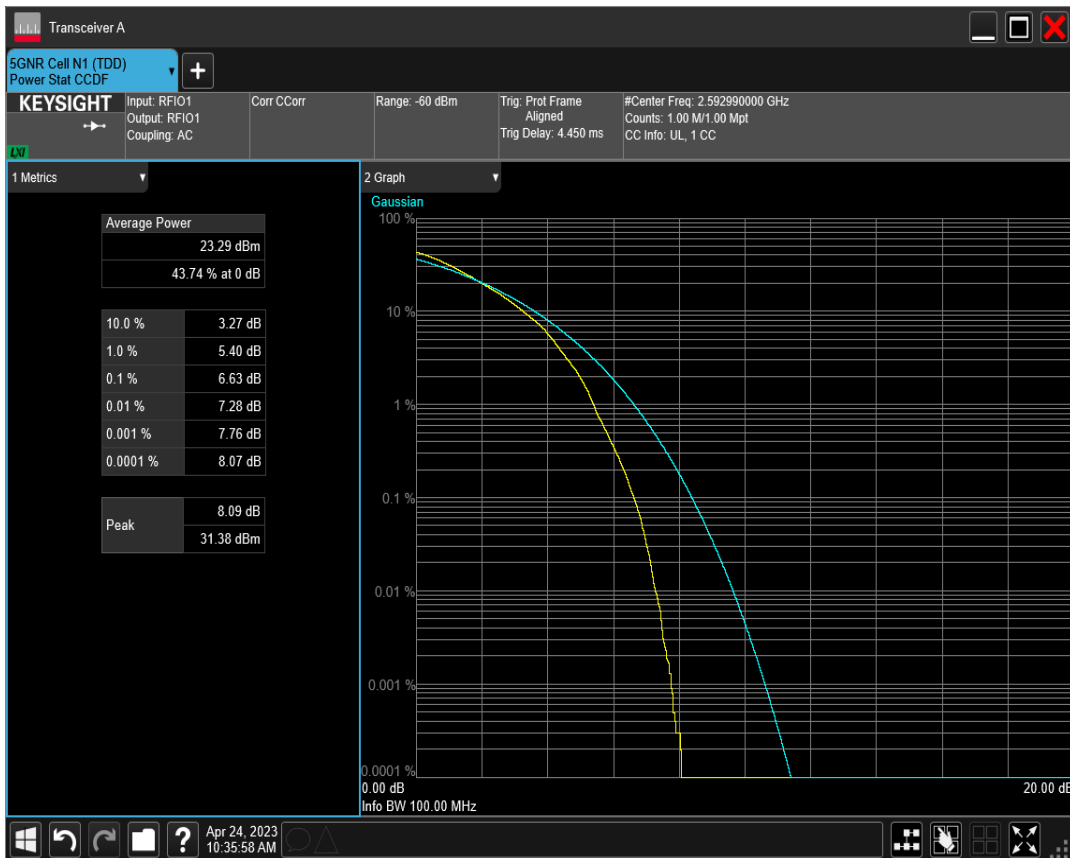 Transceiver A
5GNR Cell N1 (TDD)
Power Stat CCDF
KEYSIGHT
LXI
Input: RFIO1
Output: RFIO1
Coupling: AC
Corr CCorr
Range: -60 dBm
Trig: Prot Frame
Aligned
Trig Delay: 4.450 ms
#Center Freq: 2.592990000 GHz
Counts: 1.00 M/1.00 Mpt
CC Info: UL, 1 CC
1 Metrics
Average Power
23.29 dBm
43.74 % at 0 dB
10.0 % 3.27 dB
1.0 % 5.40 dB
0.1 % 6.63 dB
0.01 % 7.28 dB
0.001 % 7.76 dB
0.0001 % 8.07 dB
Peak 8.09 dB
31.38 dBm
2 Graph
Gaussian
100 %
10 %
1 %
0.1 %
0.01 %
0.001 %
0.0001 %
0.00 dB 20.00 dB
Info BW 100.00 MHz
? Apr 24, 2023
10:35:58 AM